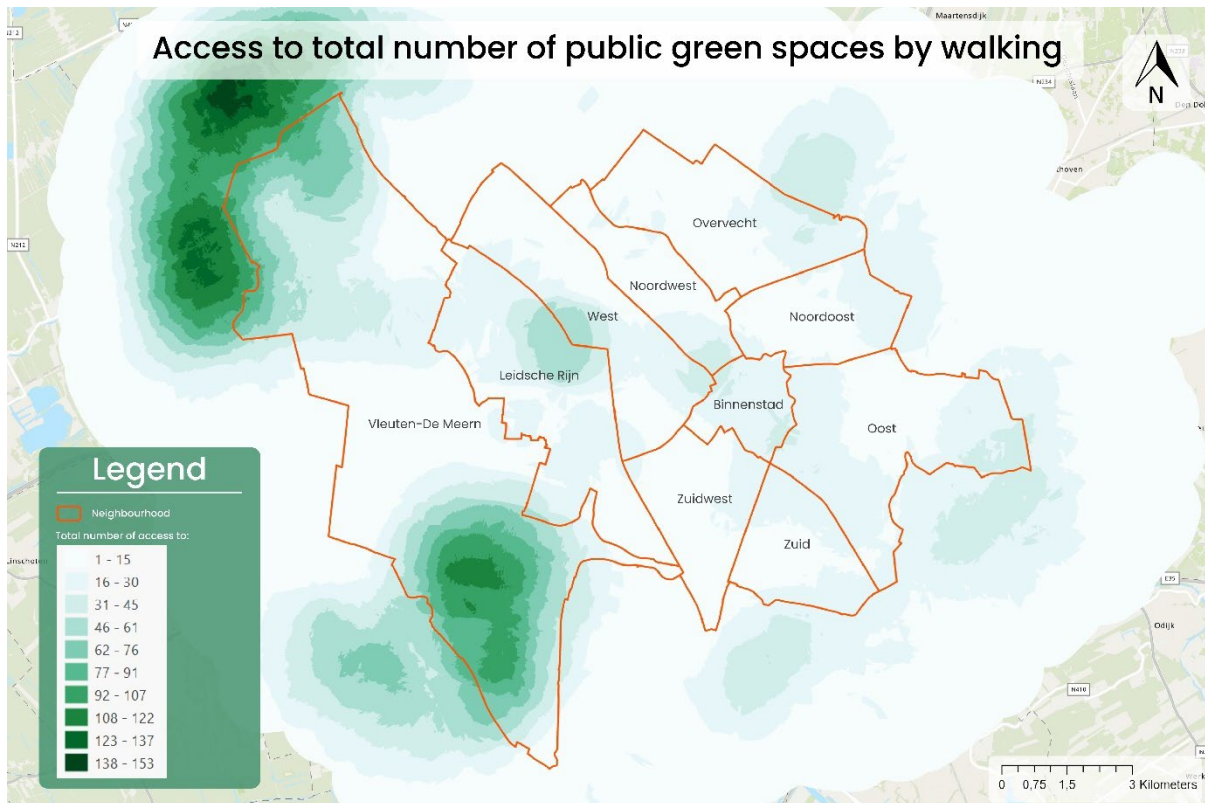 Access to total number of public green spaces by walking
Maartensdijk
N234
N
N212
Overvecht
Noordwest
Noordoost
West
Leidsche Rijn
Binnenstad
Vleuten-De Meern
Oost
Zuidwest
Zuid
Legend
Neighbourhood
Total number of access to:
1 - 15
16 - 30
31 - 45
46 - 61
62 - 76
77 - 91
92 - 107
108 - 122
123 - 137
138 - 153
Linschoten
E35
Odijk
N410
0 0,75 1,5 3 Kilometers